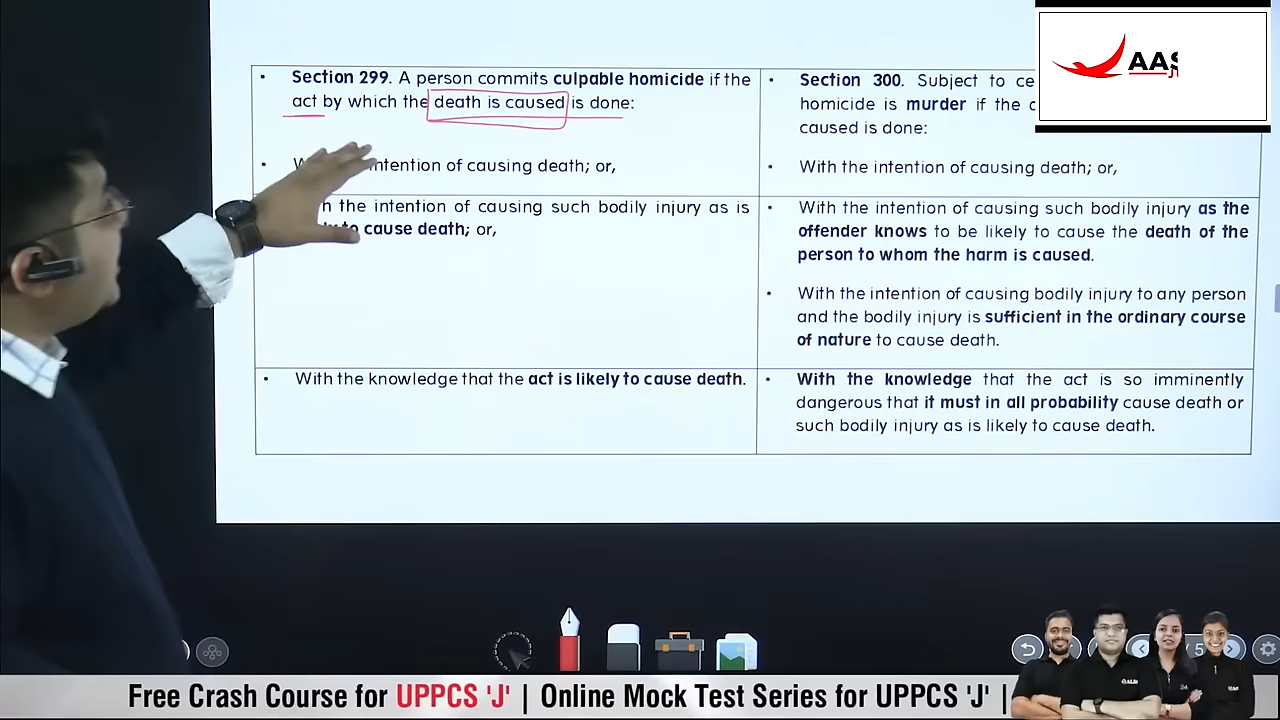 AAS
Section 299. A person commits culpable homicide if the
act by which the death is caused is done:
intention of causing death; or,
the intention of causing such bodily injury as is
to cause death; or,
With the knowledge that the act is likely to cause death.
Section 300. Subject to
homicide is murder if the
caused is done:
With the intention of causing death; or,
With the intention of causing such bodily injury as the
offender knows to be likely to cause the death of the
person to whom the harm is caused.
With the intention of causing bodily injury to any person
and the bodily injury is sufficient in the ordinary course
of nature to cause death.
With the knowledge that the act is so imminently
dangerous that it must in all probability cause death or
such bodily injury as is likely to cause death.
/ 5
Free Crash Course for UPPCS 'J' | Online Mock Test Series for UPPCS 'J' |